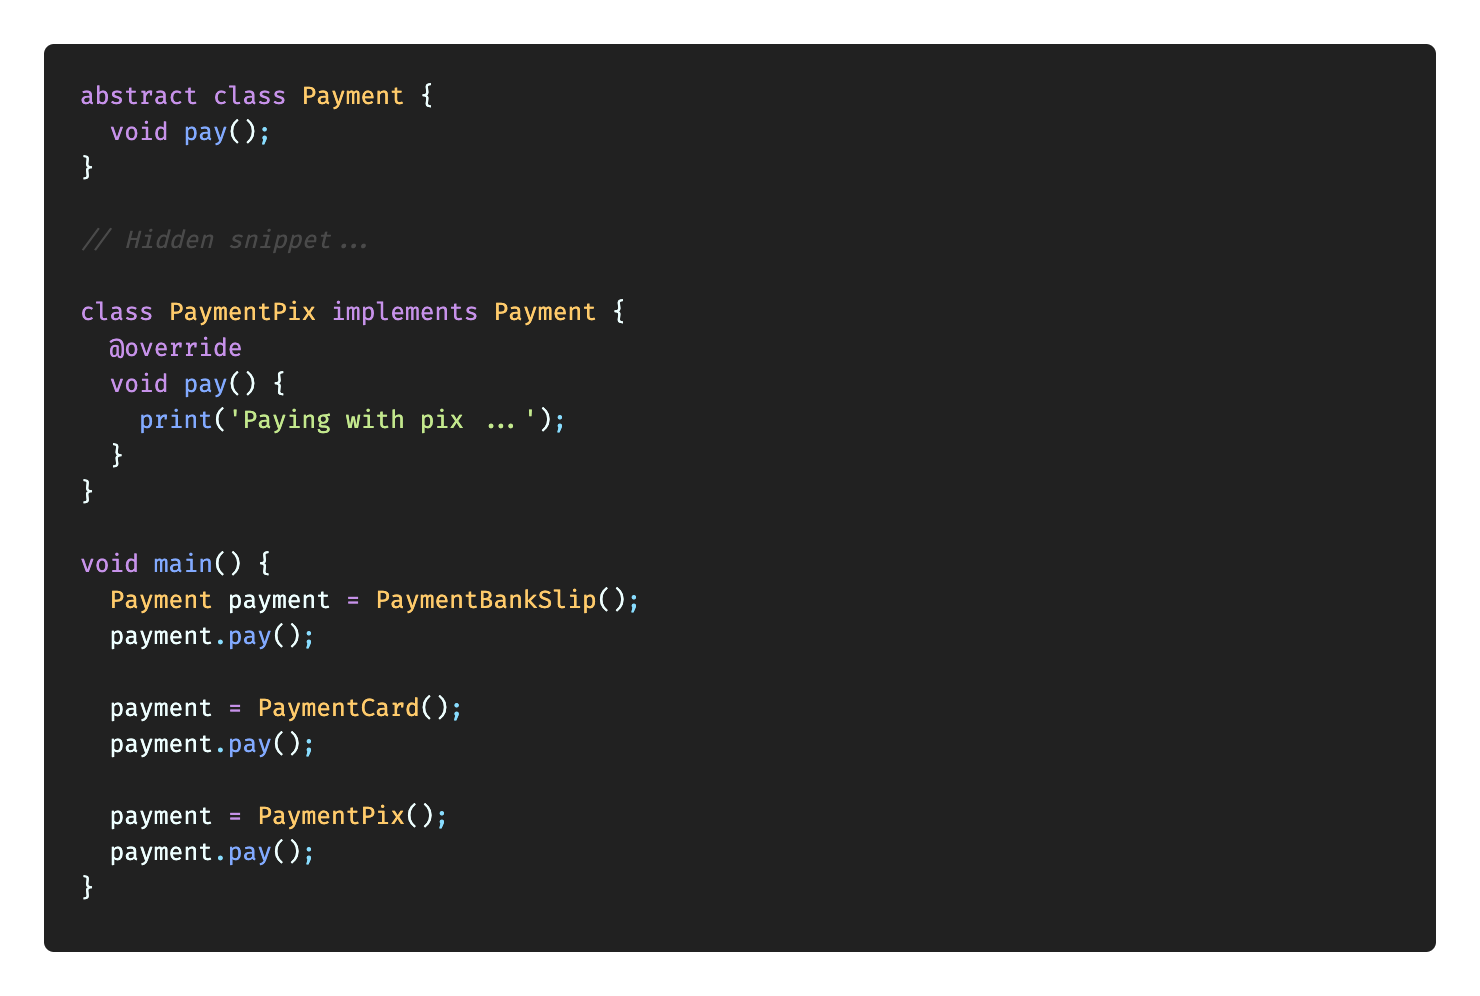 abstract class Payment {
  void pay();
}

// Hidden snippet...

class PaymentPix implements Payment {
  @override
  void pay() {
    print('Paying with pix ...');
  }
}

void main() {
  Payment payment = PaymentBankSlip();
  payment.pay();

  payment = PaymentCard();
  payment.pay();

  payment = PaymentPix();
  payment.pay();
}